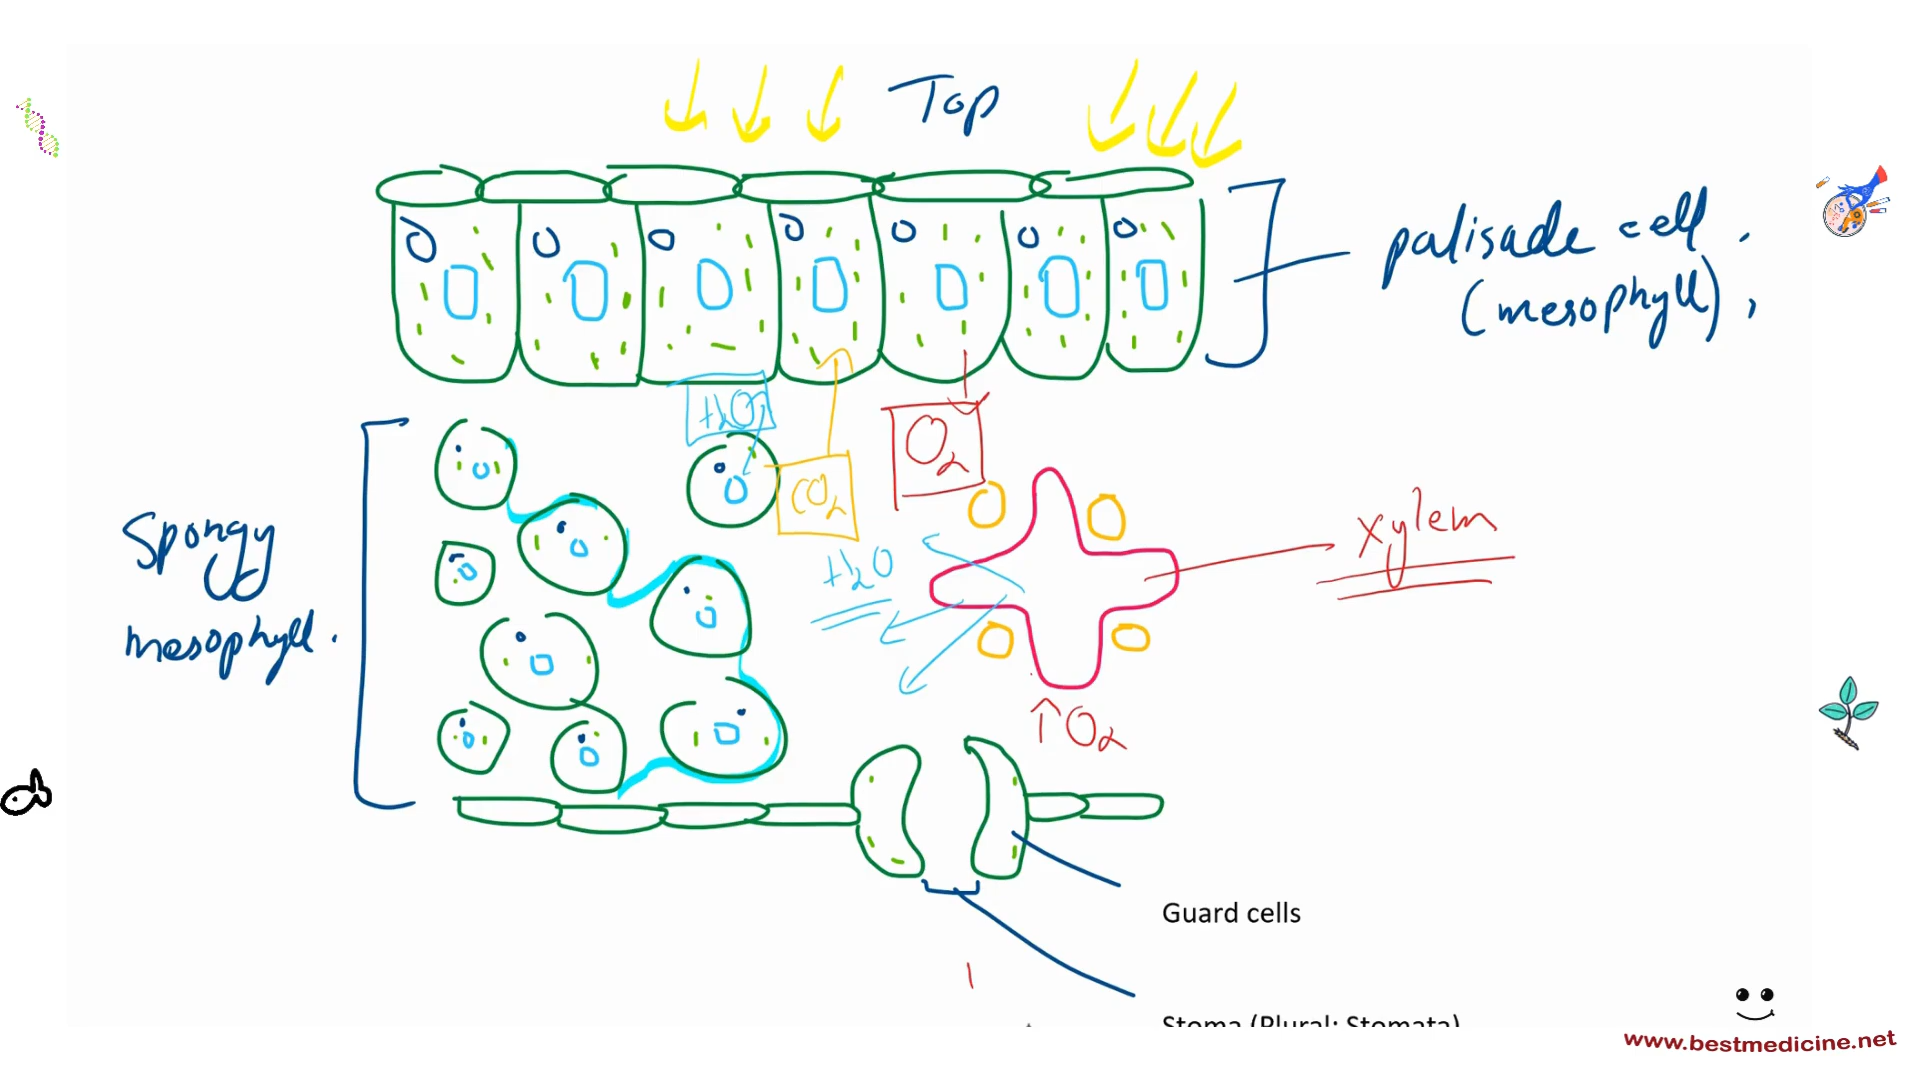 Top
palisade cell.
(mesophyll),
H2O
O2
CO2
xylem
Spongy
mesophyll.
H2O
↑O2
Guard cells
Stoma (Plural: Stomata)
www.bestmedicine.net